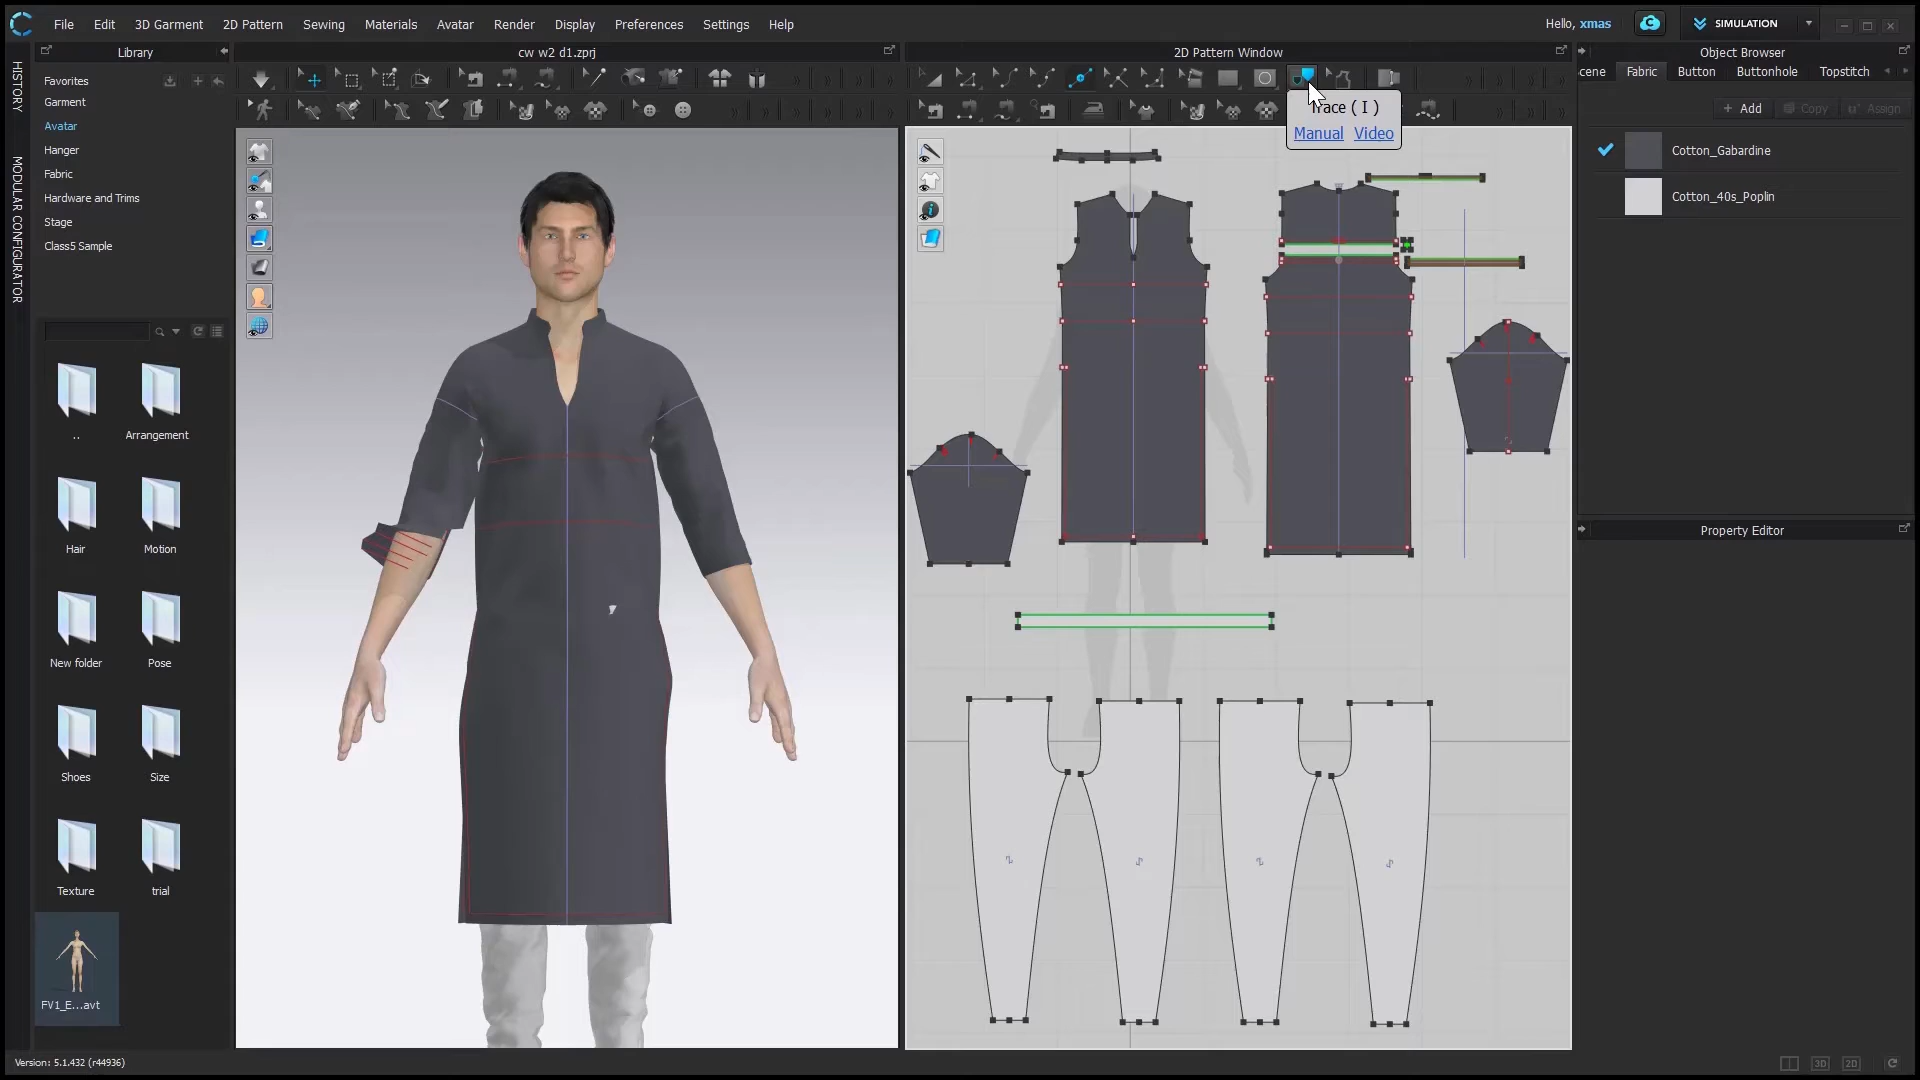 File Edit 3D Garment 2D Pattern Sewing Materials Avatar Render Display Preferences Settings Help
Hello, xmas
SIMULATION
Library
cw w2 d1.zprj
2D Pattern Window
Object Browser
HISTORY
MODULAR CONFIGURATOR
Favorites
Garment
Avatar
Hanger
Fabric
Hardware and Trims
Stage
Class5 Sample
cene Fabric Button Buttonhole Topstitch
+ Add Copy Assign
Trace ( I )
Manual Video
Cotton_Gabardine
Cotton_40s_Poplin
Property Editor
.. Arrangement
Hair Motion
New folder Pose
Shoes Size
Texture trial
FV1_E...avt
Version: 5.1.432 (r44936)
3D 2D